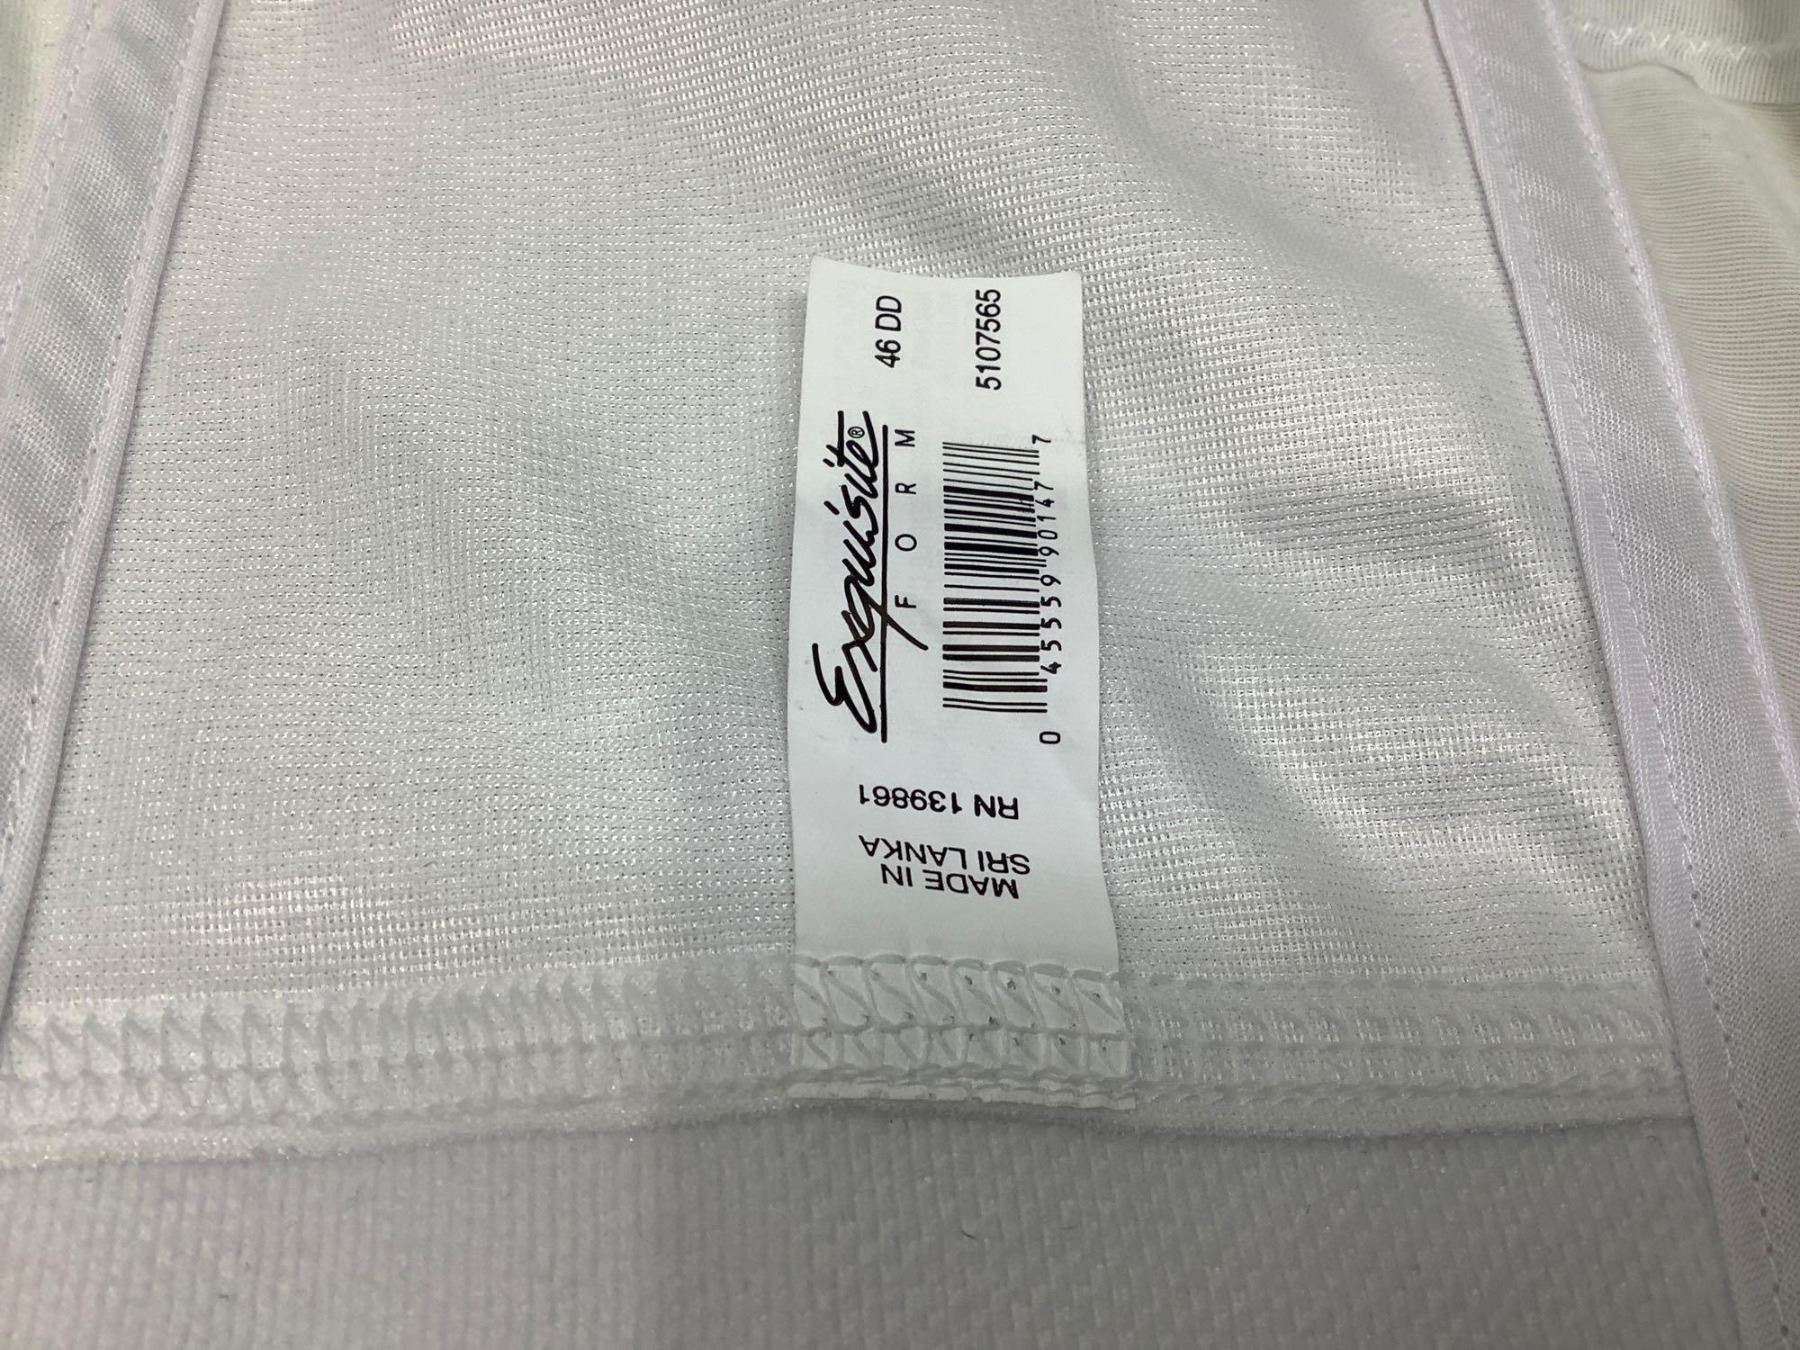 46 DD
5107565
Exquisite®
FORM
0 45559 90147 7
RN 139861
MADE IN
SRI LANKA